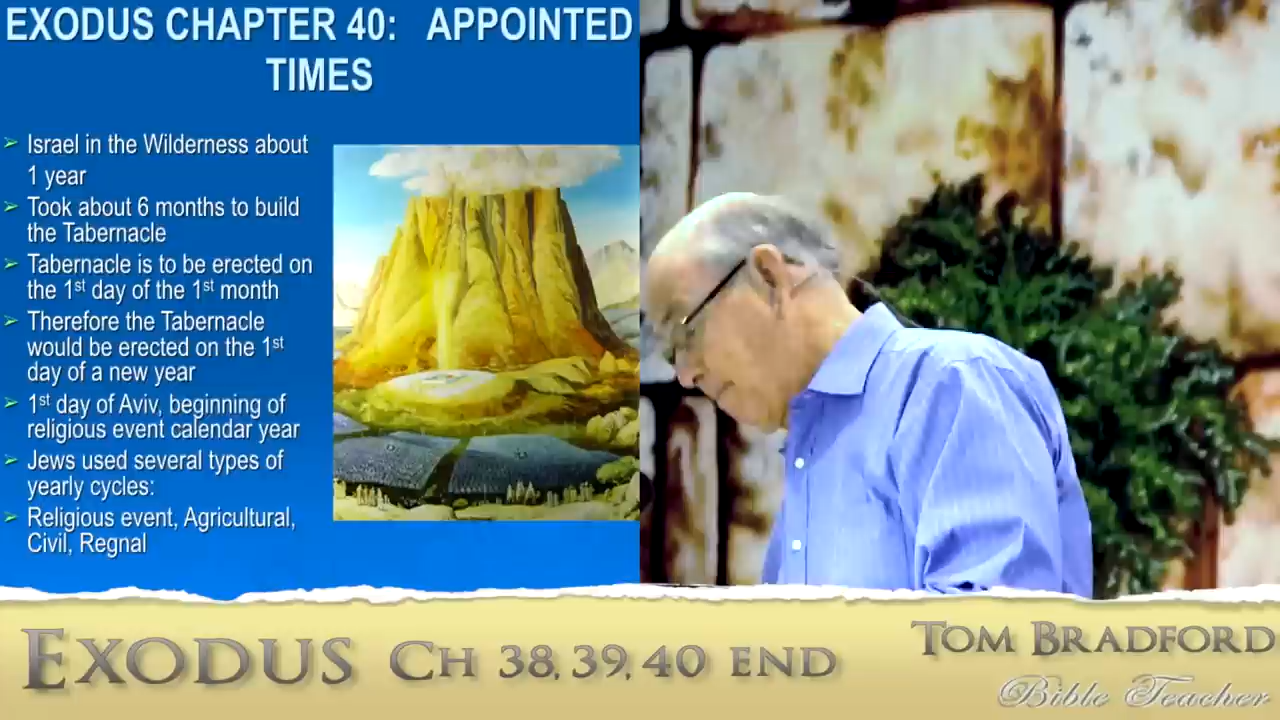 EXODUS CHAPTER 40: APPOINTED
TIMES
➢ Israel in the Wilderness about
1 year
➢ Took about 6 months to build
the Tabernacle
➢ Tabernacle is to be erected on
the 1st day of the 1st month
➢ Therefore the Tabernacle
would be erected on the 1st
day of a new year
➢ 1st day of Aviv, beginning of
religious event calendar year
➢ Jews used several types of
yearly cycles:
➢ Religious event, Agricultural,
Civil, Regnal
EXODUS CH 38, 39, 40 END
TOM BRADFORD
Bible Teacher